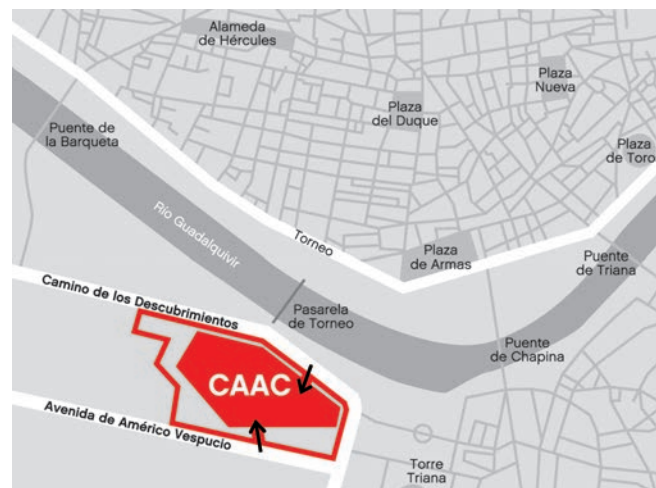 Alameda
de Hércules
Plaza
Nueva
Plaza
del Duque
Plaza
de Toro
Puente de
la Barqueta
Río Guadalquivir
Torneo
Plaza
de Armas
Puente
de Triana
Camino de los Descubrimientos
Pasarela
de Torneo
Puente
de Chapina
CAAC
Avenida de Américo Vespucio
Torre
Triana